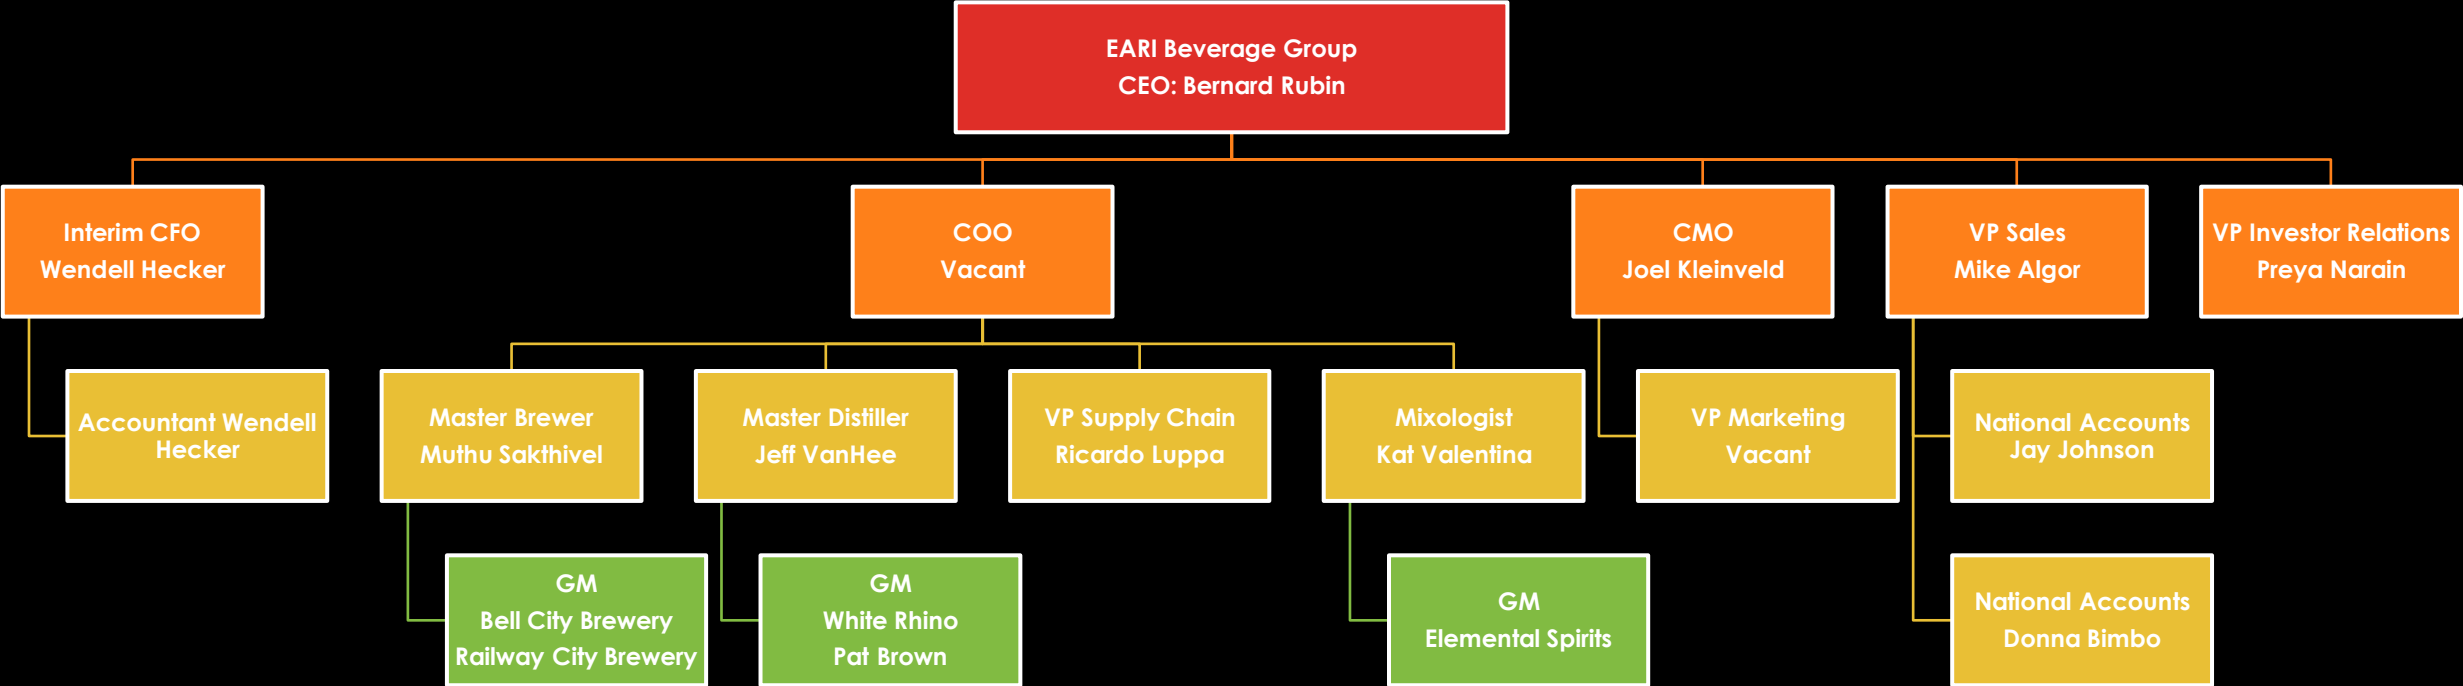 EARI Beverage Group
CEO: Bernard Rubin
Interim CFO
Wendell Hecker
COO
Vacant
CMO
Joel Kleinveld
VP Sales
Mike Algor
VP Investor Relations
Preya Narain
Accountant Wendell
Hecker
Master Brewer
Muthu Sakthivel
Master Distiller
Jeff VanHee
VP Supply Chain
Ricardo Luppa
Mixologist
Kat Valentina
VP Marketing
Vacant
National Accounts
Jay Johnson
GM
Bell City Brewery
Railway City Brewery
GM
White Rhino
Pat Brown
GM
Elemental Spirits
National Accounts
Donna Bimbo